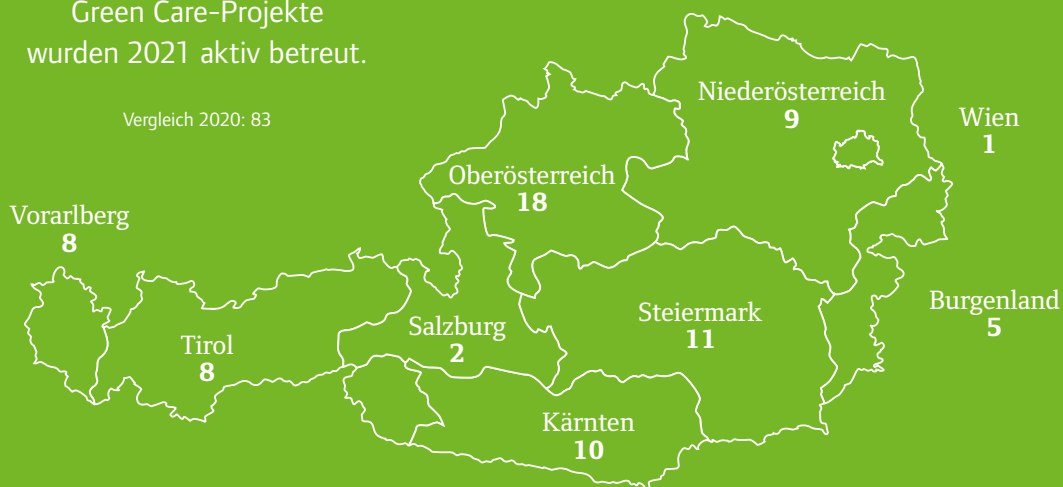 Green Care-Projekte
wurden 2021 aktiv betreut.
Vergleich 2020: 83
Niederösterreich
9
Wien
1
Oberösterreich
18
Vorarlberg
8
Burgenland
5
Steiermark
11
Salzburg
2
Tirol
8
Kärnten
10